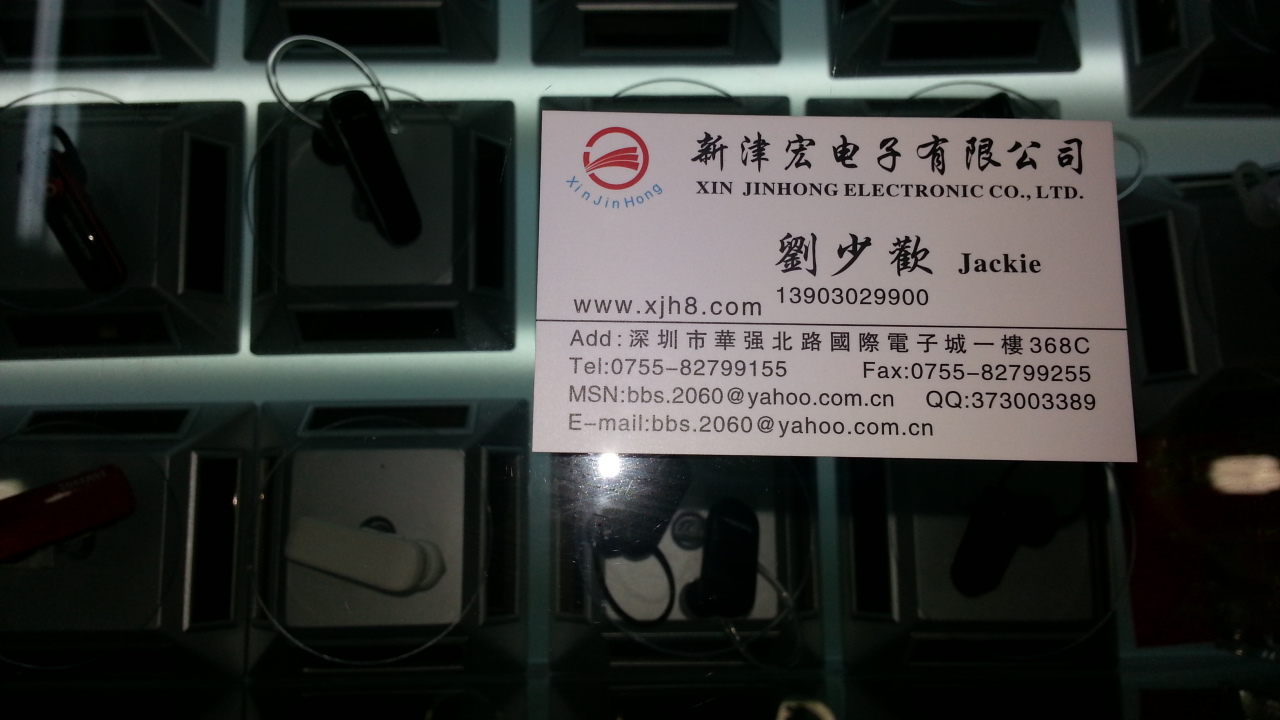 XinJinHong
新津宏电子有限公司
XIN JINHONG ELECTRONIC CO., LTD.
劉少歡 Jackie
www.xjh8.com 13903029900
Add:深圳市華强北路國際電子城一樓368C
Tel:0755-82799155 Fax:0755-82799255
MSN:bbs.2060@yahoo.com.cn QQ:373003389
E-mail:bbs.2060@yahoo.com.cn